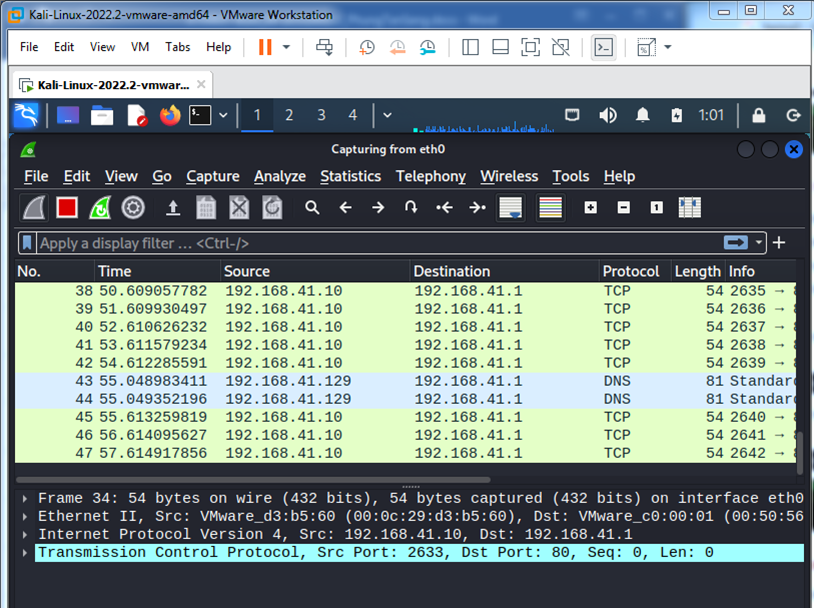 Kali-Linux-2022.2-vmware-amd64 - VMware Workstation
File Edit View VM Tabs Help
Kali-Linux-2022.2-vmwar...
1 2 3 4 1:01
Capturing from eth0
File Edit View Go Capture Analyze Statistics Telephony Wireless Tools Help
Apply a display filter ... <Ctrl-/>
No. Time Source Destination Protocol Length Info
38 50.609057782 192.168.41.10 192.168.41.1 TCP 54 2635 →
39 51.609930497 192.168.41.10 192.168.41.1 TCP 54 2636 →
40 52.610626232 192.168.41.10 192.168.41.1 TCP 54 2637 →
41 53.611579234 192.168.41.10 192.168.41.1 TCP 54 2638 →
42 54.612285591 192.168.41.10 192.168.41.1 TCP 54 2639 →
43 55.048983411 192.168.41.129 192.168.41.1 DNS 81 Standard
44 55.049352196 192.168.41.129 192.168.41.1 DNS 81 Standard
45 55.613259819 192.168.41.10 192.168.41.1 TCP 54 2640 →
46 56.614095627 192.168.41.10 192.168.41.1 TCP 54 2641 →
47 57.614917856 192.168.41.10 192.168.41.1 TCP 54 2642 →
Frame 34: 54 bytes on wire (432 bits), 54 bytes captured (432 bits) on interface eth0
Ethernet II, Src: VMware_d3:b5:60 (00:0c:29:d3:b5:60), Dst: VMware_c0:00:01 (00:50:56
Internet Protocol Version 4, Src: 192.168.41.10, Dst: 192.168.41.1
Transmission Control Protocol, Src Port: 2633, Dst Port: 80, Seq: 0, Len: 0